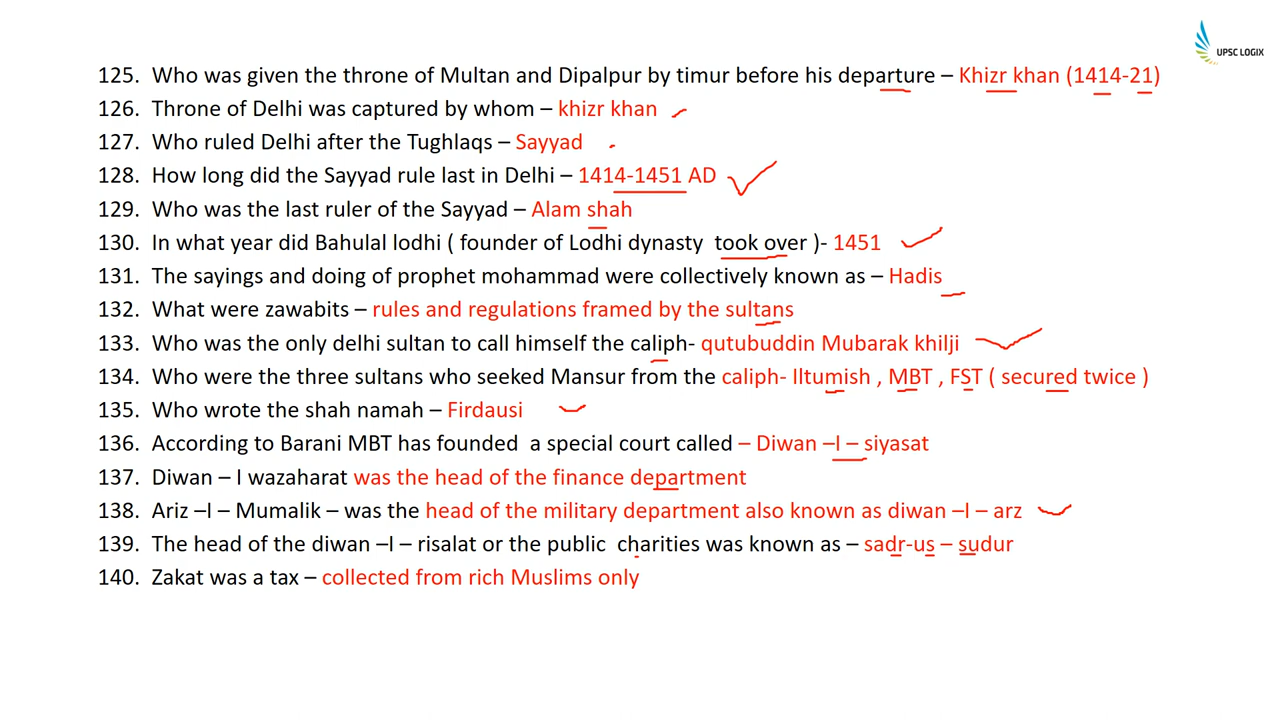 UPSC LOGIX
125. Who was given the throne of Multan and Dipalpur by timur before his departure – Khizr khan (1414-21)
126. Throne of Delhi was captured by whom – khizr khan
127. Who ruled Delhi after the Tughlaqs – Sayyad
128. How long did the Sayyad rule last in Delhi – 1414-1451 AD
129. Who was the last ruler of the Sayyad – Alam shah
130. In what year did Bahulal lodhi ( founder of Lodhi dynasty took over )- 1451
131. The sayings and doing of prophet mohammad were collectively known as – Hadis
132. What were zawabits – rules and regulations framed by the sultans
133. Who was the only delhi sultan to call himself the caliph- qutubuddin Mubarak khilji
134. Who were the three sultans who seeked Mansur from the caliph- Iltumish , MBT , FST ( secured twice )
135. Who wrote the shah namah – Firdausi
136. According to Barani MBT has founded a special court called – Diwan –I – siyasat
137. Diwan – I wazaharat was the head of the finance department
138. Ariz –I – Mumalik – was the head of the military department also known as diwan –I – arz
139. The head of the diwan –I – risalat or the public charities was known as – sadr-us – sudur
140. Zakat was a tax – collected from rich Muslims only